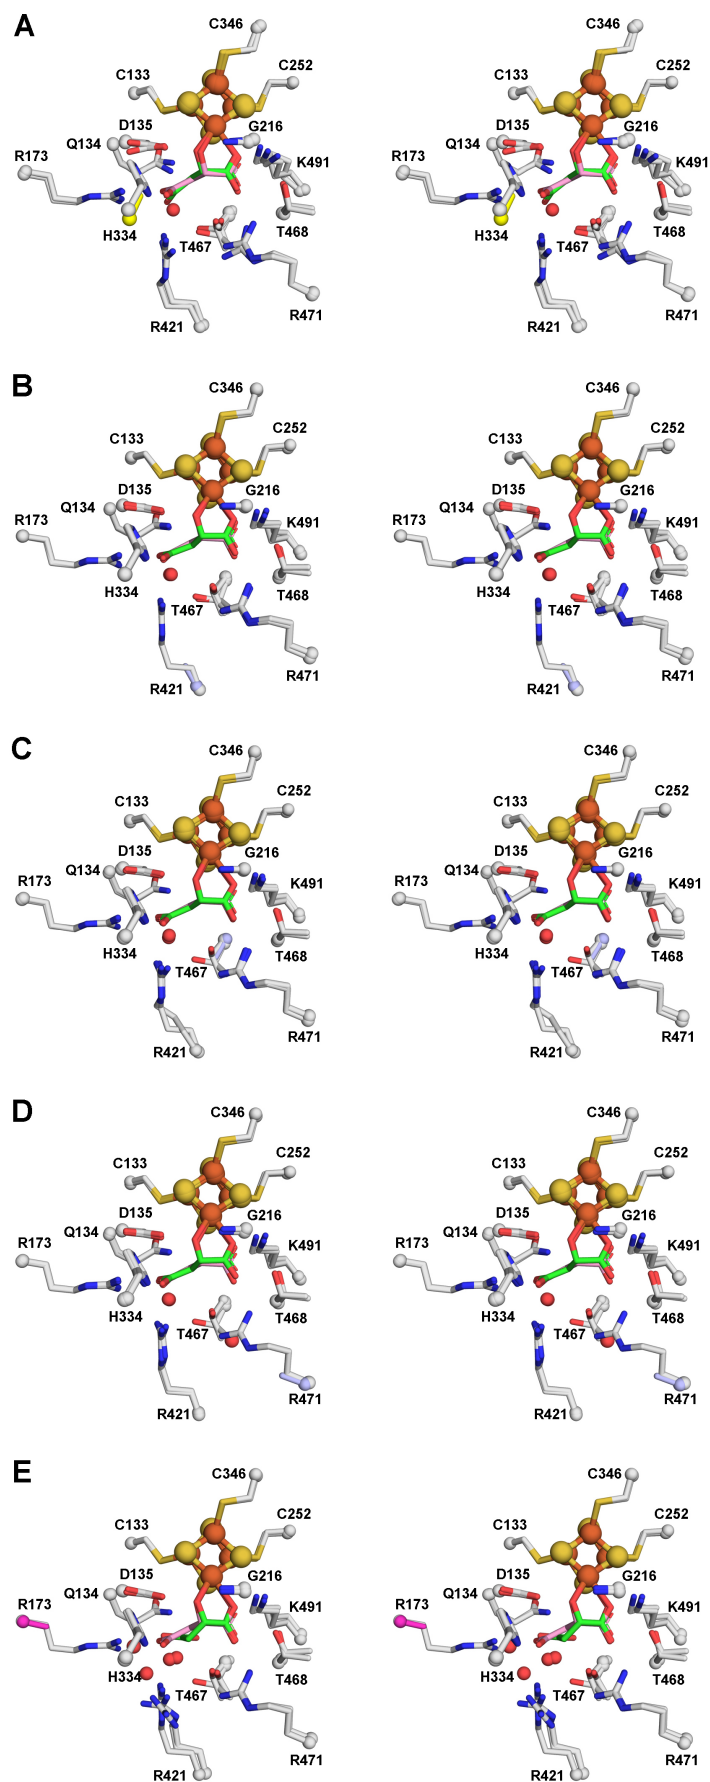 A
C346 C346
C133 C252 C133 C252
D135 G216 D135 G216
Q134 Q134
R173 K491 R173 K491
H334 T467 T468 H334 T467 T468
R421 R471 R421 R471
B
C346 C346
C133 C252 C133 C252
D135 G216 D135 G216
Q134 Q134
R173 K491 R173 K491
H334 T468 H334 T468
T467 T467
R421 R471 R421 R471
C
C346 C346
C133 C252 C133 C252
D135 G216 D135 G216
Q134 Q134
R173 K491 R173 K491
H334 T467 T468 H334 T467 T468
R421 R471 R421 R471
D
C346 C346
C133 C252 C133 C252
D135 G216 D135 G216
Q134 Q134
R173 K491 R173 K491
H334 T467 T468 H334 T467 T468
R421 R471 R421 R471
E
C346 C346
C133 C252 C133 C252
D135 G216 D135 G216
Q134 Q134
R173 K491 R173 K491
H334 T468 H334 T468
T467 T467
R421 R471 R421 R471